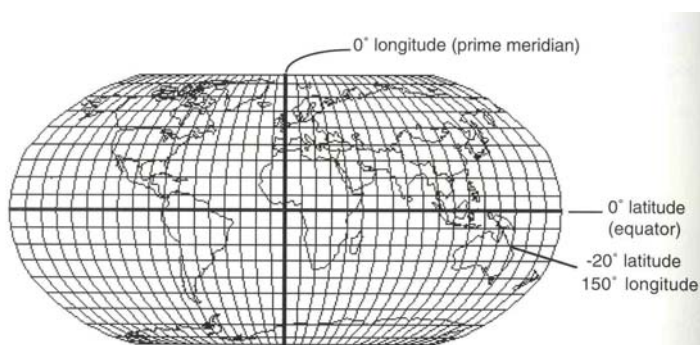 0° longitude (prime meridian)
0° latitude
(equator)
-20° latitude
150° longitude